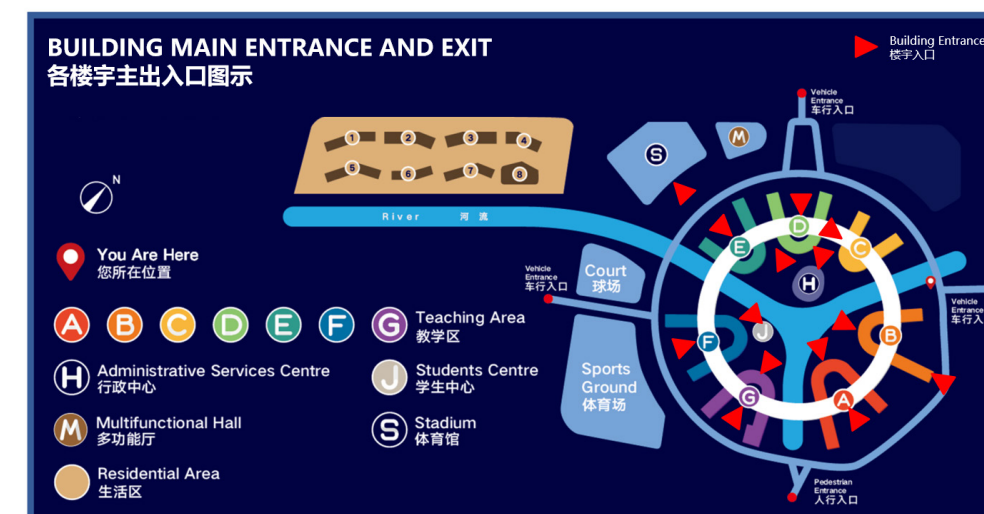 BUILDING MAIN ENTRANCE AND EXIT
各楼宇主出入口图示
Building Entrance
楼宇入口
Vehicle
Entrance
车行入口
1
2
3
4
5
6
7
8
S
M
N
River 河 流
D
E
C
H
You Are Here
您所在位置
Vehicle
Entrance
车行入口
Court
球场
Vehicle
Entrance
车行入
A B C D E F G Teaching Area
教学区
J
B
F
H Administrative Services Centre
行政中心
J Students Centre
学生中心
Sports
Ground
体育场
G
A
M Multifunctional Hall
多功能厅
S Stadium
体育馆
Residential Area
生活区
Pedestrian
Entrance
人行入口